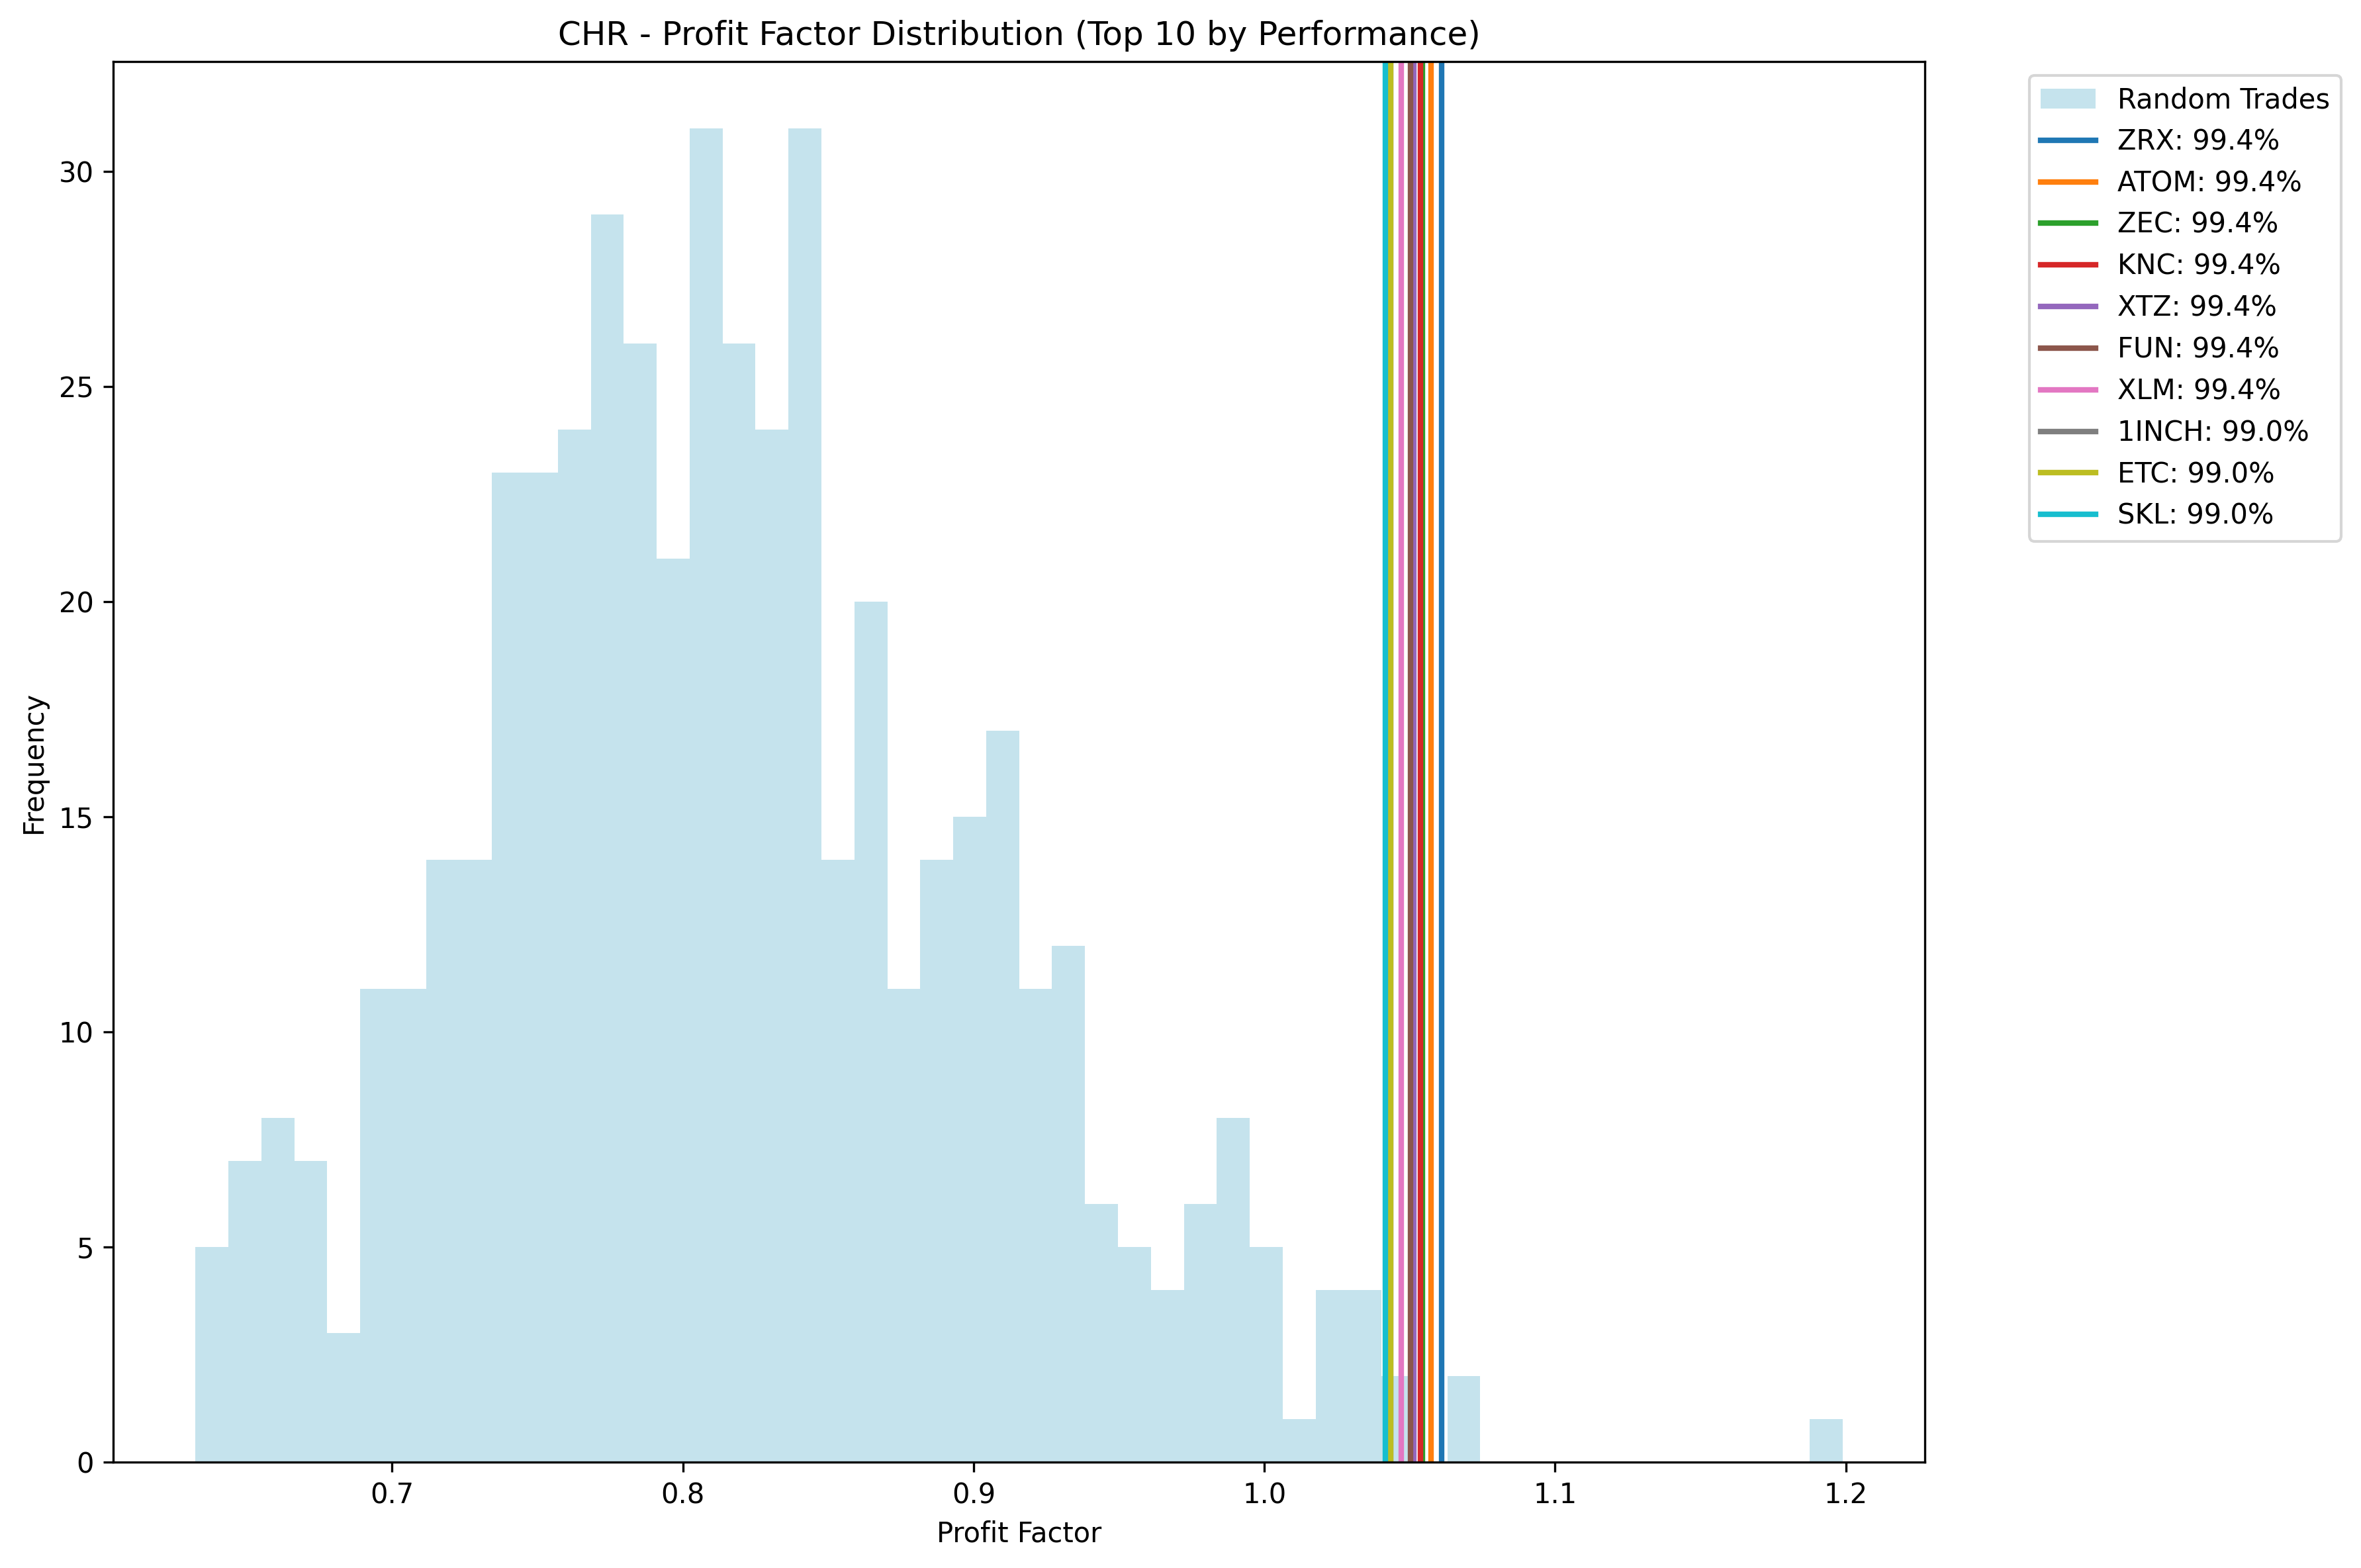 CHR - Profit Factor Distribution (Top 10 by Performance)
Random Trades
ZRX: 99.4%
ATOM: 99.4%
ZEC: 99.4%
KNC: 99.4%
XTZ: 99.4%
FUN: 99.4%
XLM: 99.4%
1INCH: 99.0%
ETC: 99.0%
SKL: 99.0%
Frequency
30
25
20
15
10
5
0
0.7
0.8
0.9
1.0
1.1
1.2
Profit Factor